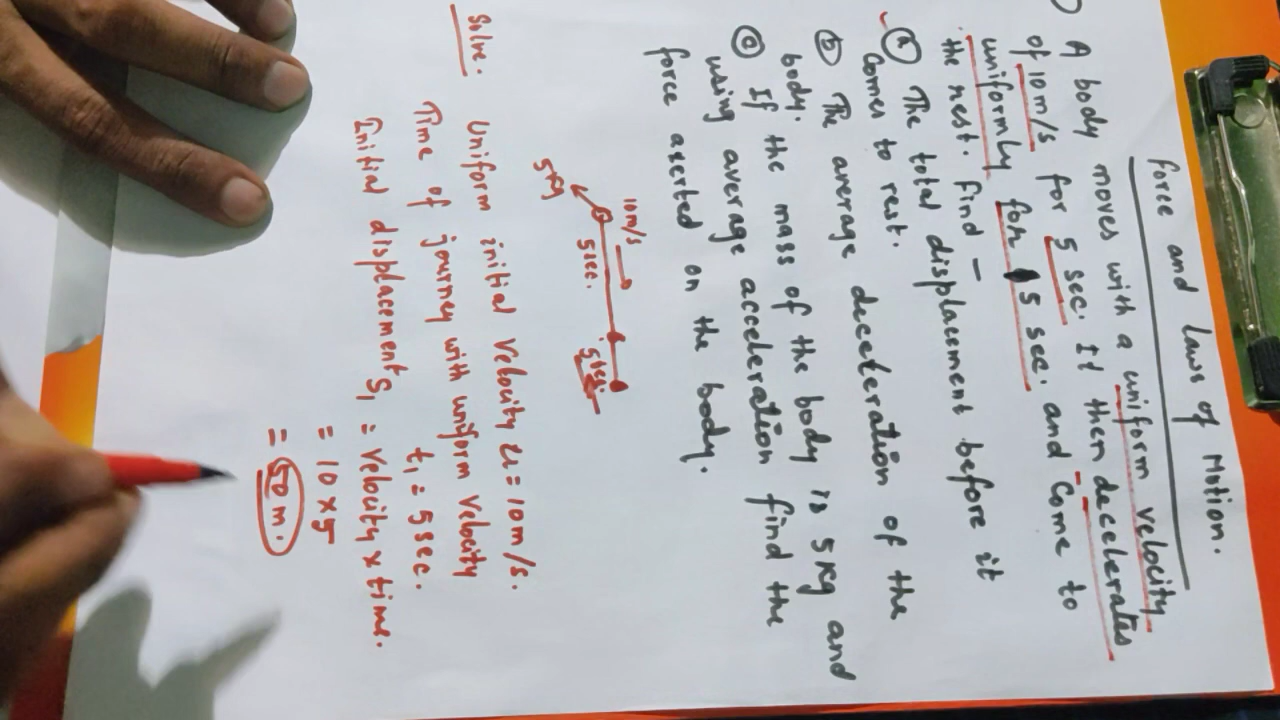 Force and Laws of Motion.
A body moves with a uniform velocity
of 10m/s for 5 sec. It then decelerates
uniformly for 5 sec. and Come to
the rest. Find -
(a) The total displacement before it
Comes to rest.
(b) The average deceleration of the
body.
(c) If the mass of the body is 5 kg and
using average acceleration find the
force aserted on the body.
10m/s
5 sec.
5 sec.
5 kg
Solve.
Uniform initial Velocity u = 10m/s.
Time of journey with uniform Velocity
t₁ = 5 sec.
Initial displacement S₁ = Velocity × time.
= 10 × 5
= 50 m.